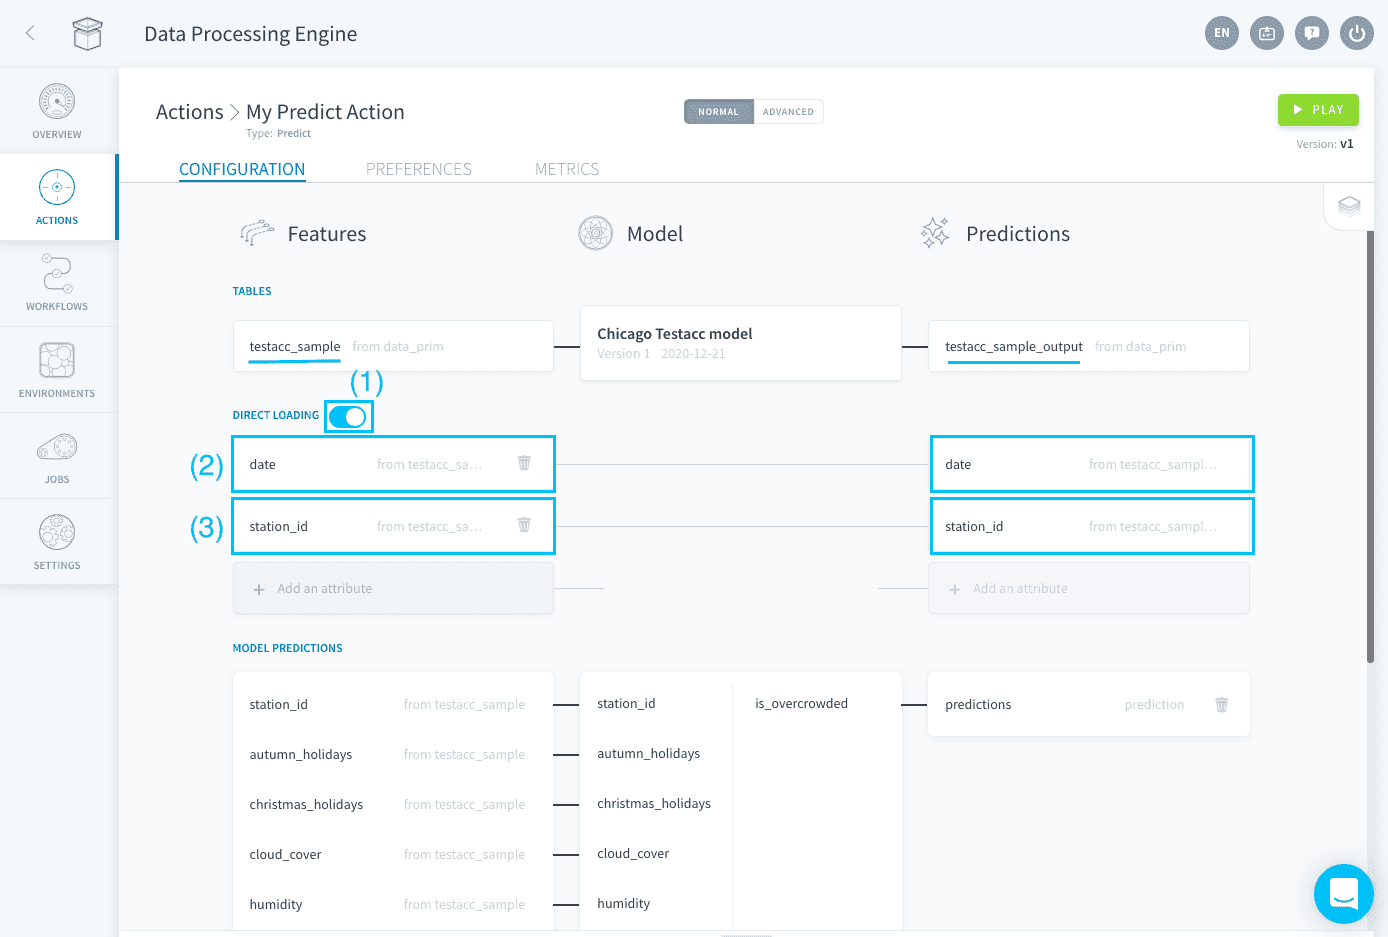 Data Processing Engine
EN
?
OVERVIEW
ACTIONS
WORKFLOWS
ENVIRONMENTS
JOBS
SETTINGS
Actions > My Predict Action
Type: Predict
NORMAL ADVANCED
PLAY
Version: v1
CONFIGURATION PREFERENCES METRICS
Features Model Predictions
TABLES
testacc_sample from data_prim
Chicago Testacc model
Version 1 2020-12-21
testacc_sample_output from data_prim
(1)
DIRECT LOADING
(2) date from testacc_sa... date from testacc_sampl...
(3) station_id from testacc_sa... station_id from testacc_sampl...
+ Add an attribute + Add an attribute
MODEL PREDICTIONS
station_id from testacc_sample station_id is_overcrowded predictions prediction
autumn_holidays from testacc_sample autumn_holidays
christmas_holidays from testacc_sample christmas_holidays
cloud_cover from testacc_sample cloud_cover
humidity from testacc_sample humidity